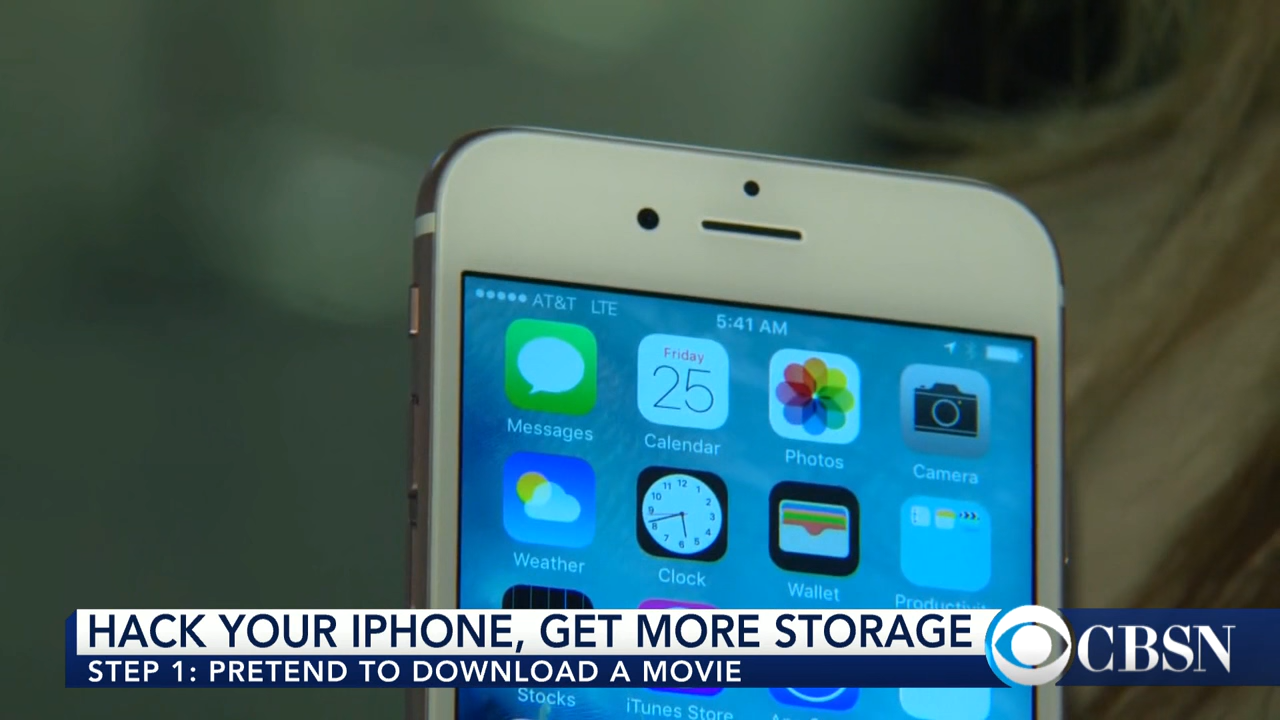 AT&T LTE
5:41 AM
Friday
25
Messages
Calendar
Photos
Camera
Weather
Clock
Wallet
HACK YOUR IPHONE, GET MORE STORAGE
STEP 1: PRETEND TO DOWNLOAD A MOVIE
CBSN
Stocks
iTunes Store